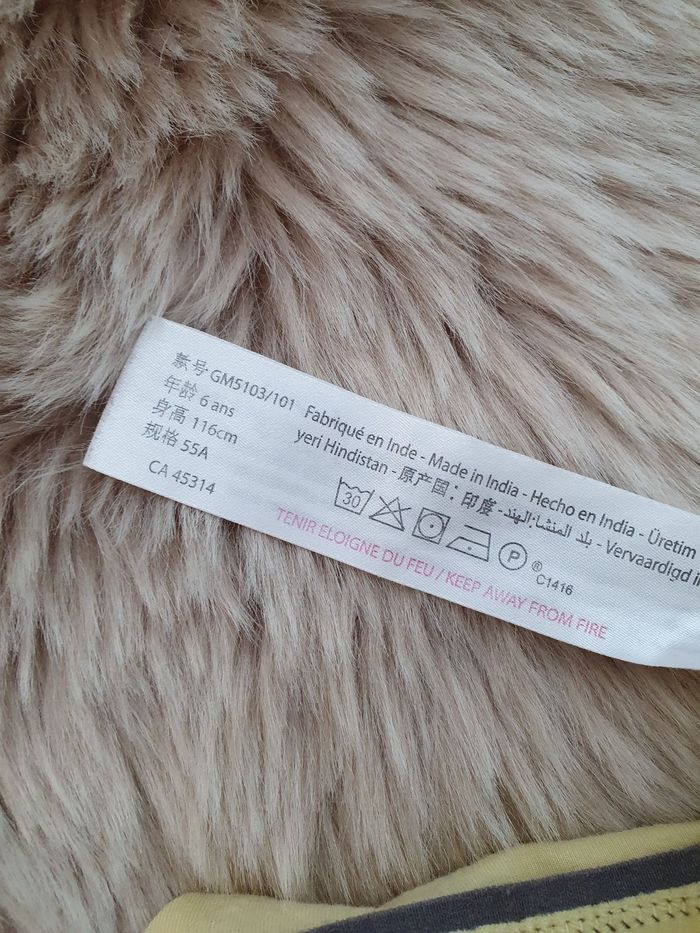 款号 GM5103/101
年龄 6 ans
身高 116cm
规格 55A
CA 45314
Fabriqué en Inde - Made in India - Hecho en India - Üretim
yeri Hindistan - 原产国：印度 - بلد المنشأ: الهند - Vervaardigd in
30 P ®
C1416
TENIR ELOIGNE DU FEU / KEEP AWAY FROM FIRE